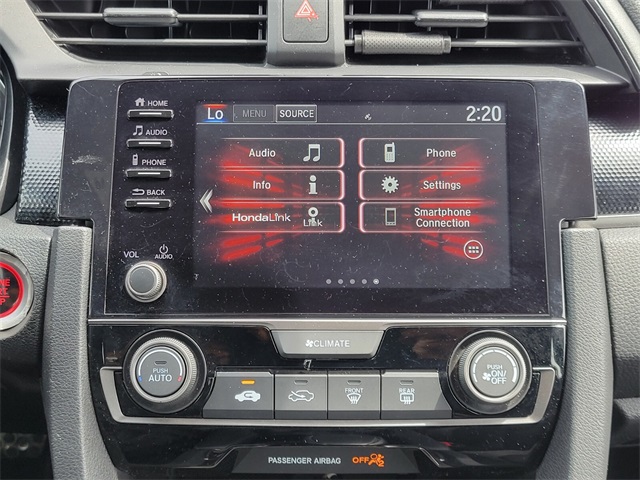 HOME
AUDIO
PHONE
BACK
VOL
AUDIO
Lo
MENU
SOURCE
2:20
Audio
Phone
Info
Settings
HondaLink
Link
Smartphone
Connection
CLIMATE
PUSH
AUTO
FRONT
REAR
PUSH
ON/
OFF
PASSENGER AIRBAG
OFF